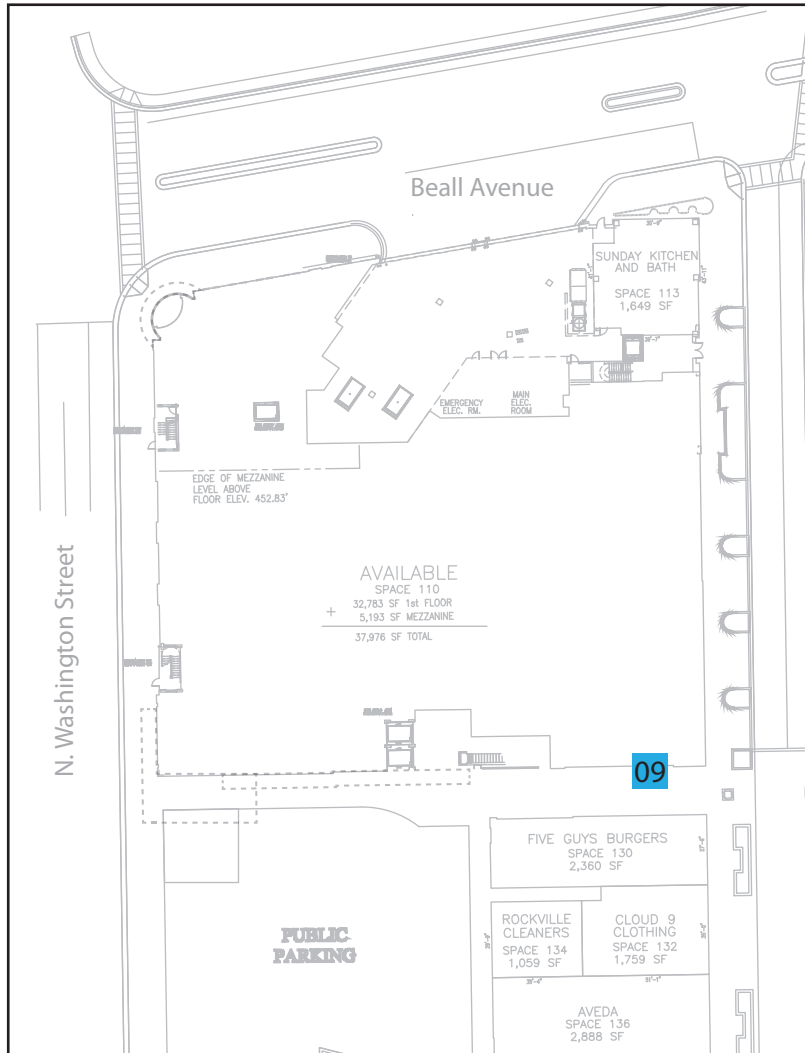 Beall Avenue
SUNDAY KITCHEN
AND BATH
SPACE 113
1,649 SF
EMERGENCY
ELEC. RM.
MAIN
ELEC.
ROOM
EDGE OF MEZZANINE
LEVEL ABOVE
FLOOR ELEV. 452.83'
N. Washington Street
AVAILABLE
SPACE 110
32,783 SF 1st FLOOR
+ 5,193 SF MEZZANINE
37,976 SF TOTAL
09
FIVE GUYS BURGERS
SPACE 130
2,360 SF
ROCKVILLE
CLEANERS
SPACE 134
1,059 SF
CLOUD 9
CLOTHING
SPACE 132
1,759 SF
PUBLIC
PARKING
AVEDA
SPACE 136
2,888 SF